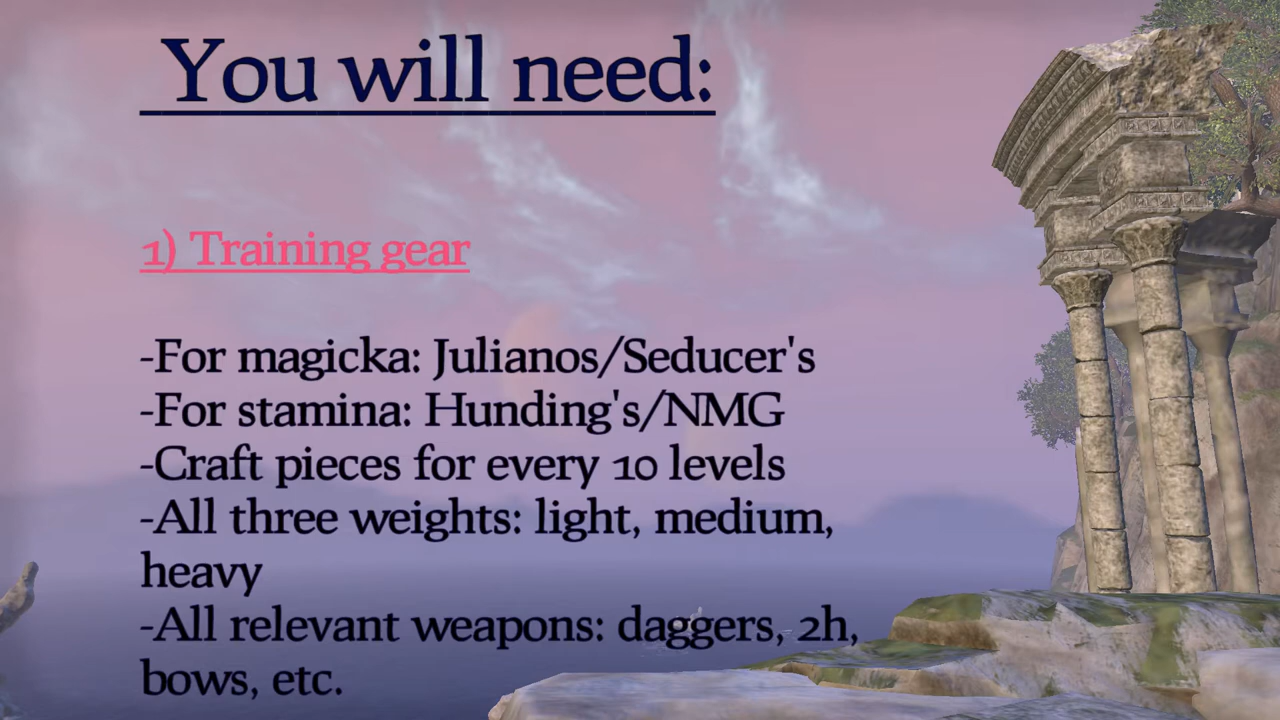 You will need:
1) Training gear
-For magicka: Julianos/Seducer's
-For stamina: Hunding's/NMG
-Craft pieces for every 10 levels
-All three weights: light, medium,
heavy
-All relevant weapons: daggers, 2h,
bows, etc.